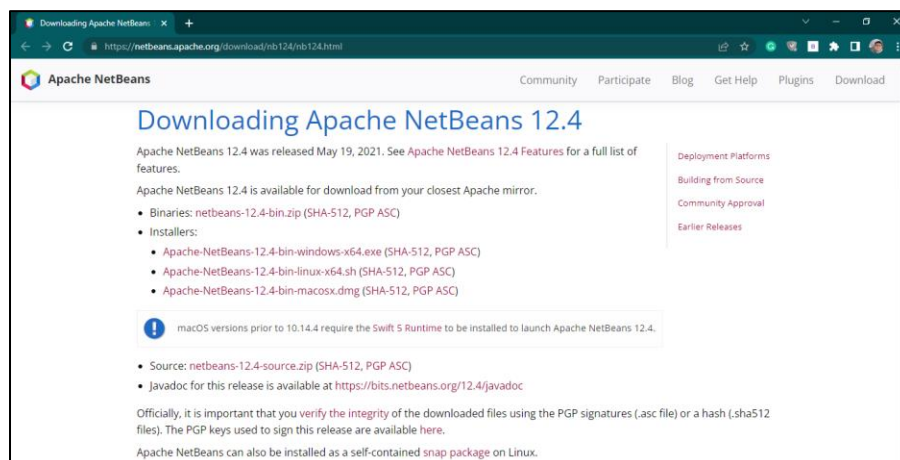 Downloading Apache NetBeans
https://netbeans.apache.org/download/nb124/nb124.html
Apache NetBeans
Community Participate Blog Get Help Plugins Download
Downloading Apache NetBeans 12.4
Apache NetBeans 12.4 was released May 19, 2021. See Apache NetBeans 12.4 Features for a full list of
features.
Apache NetBeans 12.4 is available for download from your closest Apache mirror.
• Binaries: netbeans-12.4-bin.zip (SHA-512, PGP ASC)
• Installers:
• Apache-NetBeans-12.4-bin-windows-x64.exe (SHA-512, PGP ASC)
• Apache-NetBeans-12.4-bin-linux-x64.sh (SHA-512, PGP ASC)
• Apache-NetBeans-12.4-bin-macosx.dmg (SHA-512, PGP ASC)
macOS versions prior to 10.14.4 require the Swift 5 Runtime to be installed to launch Apache NetBeans 12.4.
• Source: netbeans-12.4-source.zip (SHA-512, PGP ASC)
• Javadoc for this release is available at https://bits.netbeans.org/12.4/javadoc
Officially, it is important that you verify the integrity of the downloaded files using the PGP signatures (.asc file) or a hash (.sha512
files). The PGP keys used to sign this release are available here.
Apache NetBeans can also be installed as a self-contained snap package on Linux.
Deployment Platforms
Building from Source
Community Approval
Earlier Releases